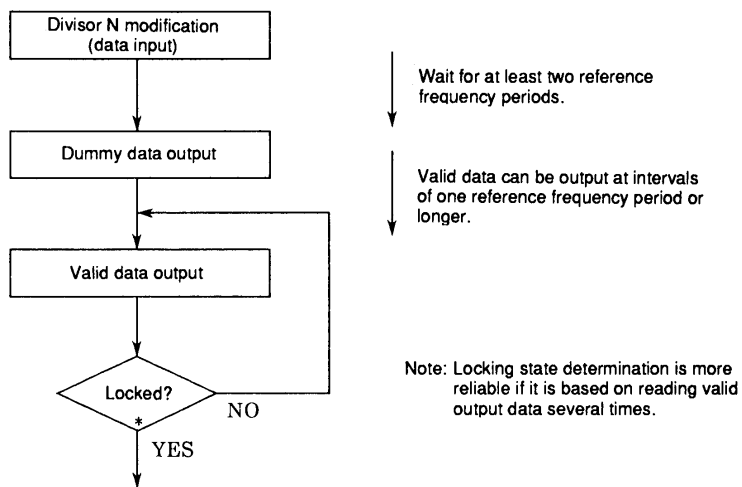 Divisor N modification
(data input)
Wait for at least two reference
frequency periods.
Dummy data output
Valid data can be output at intervals
of one reference frequency period or
longer.
Valid data output
Locked?
*
NO
YES
Note: Locking state determination is more
reliable if it is based on reading valid
output data several times.